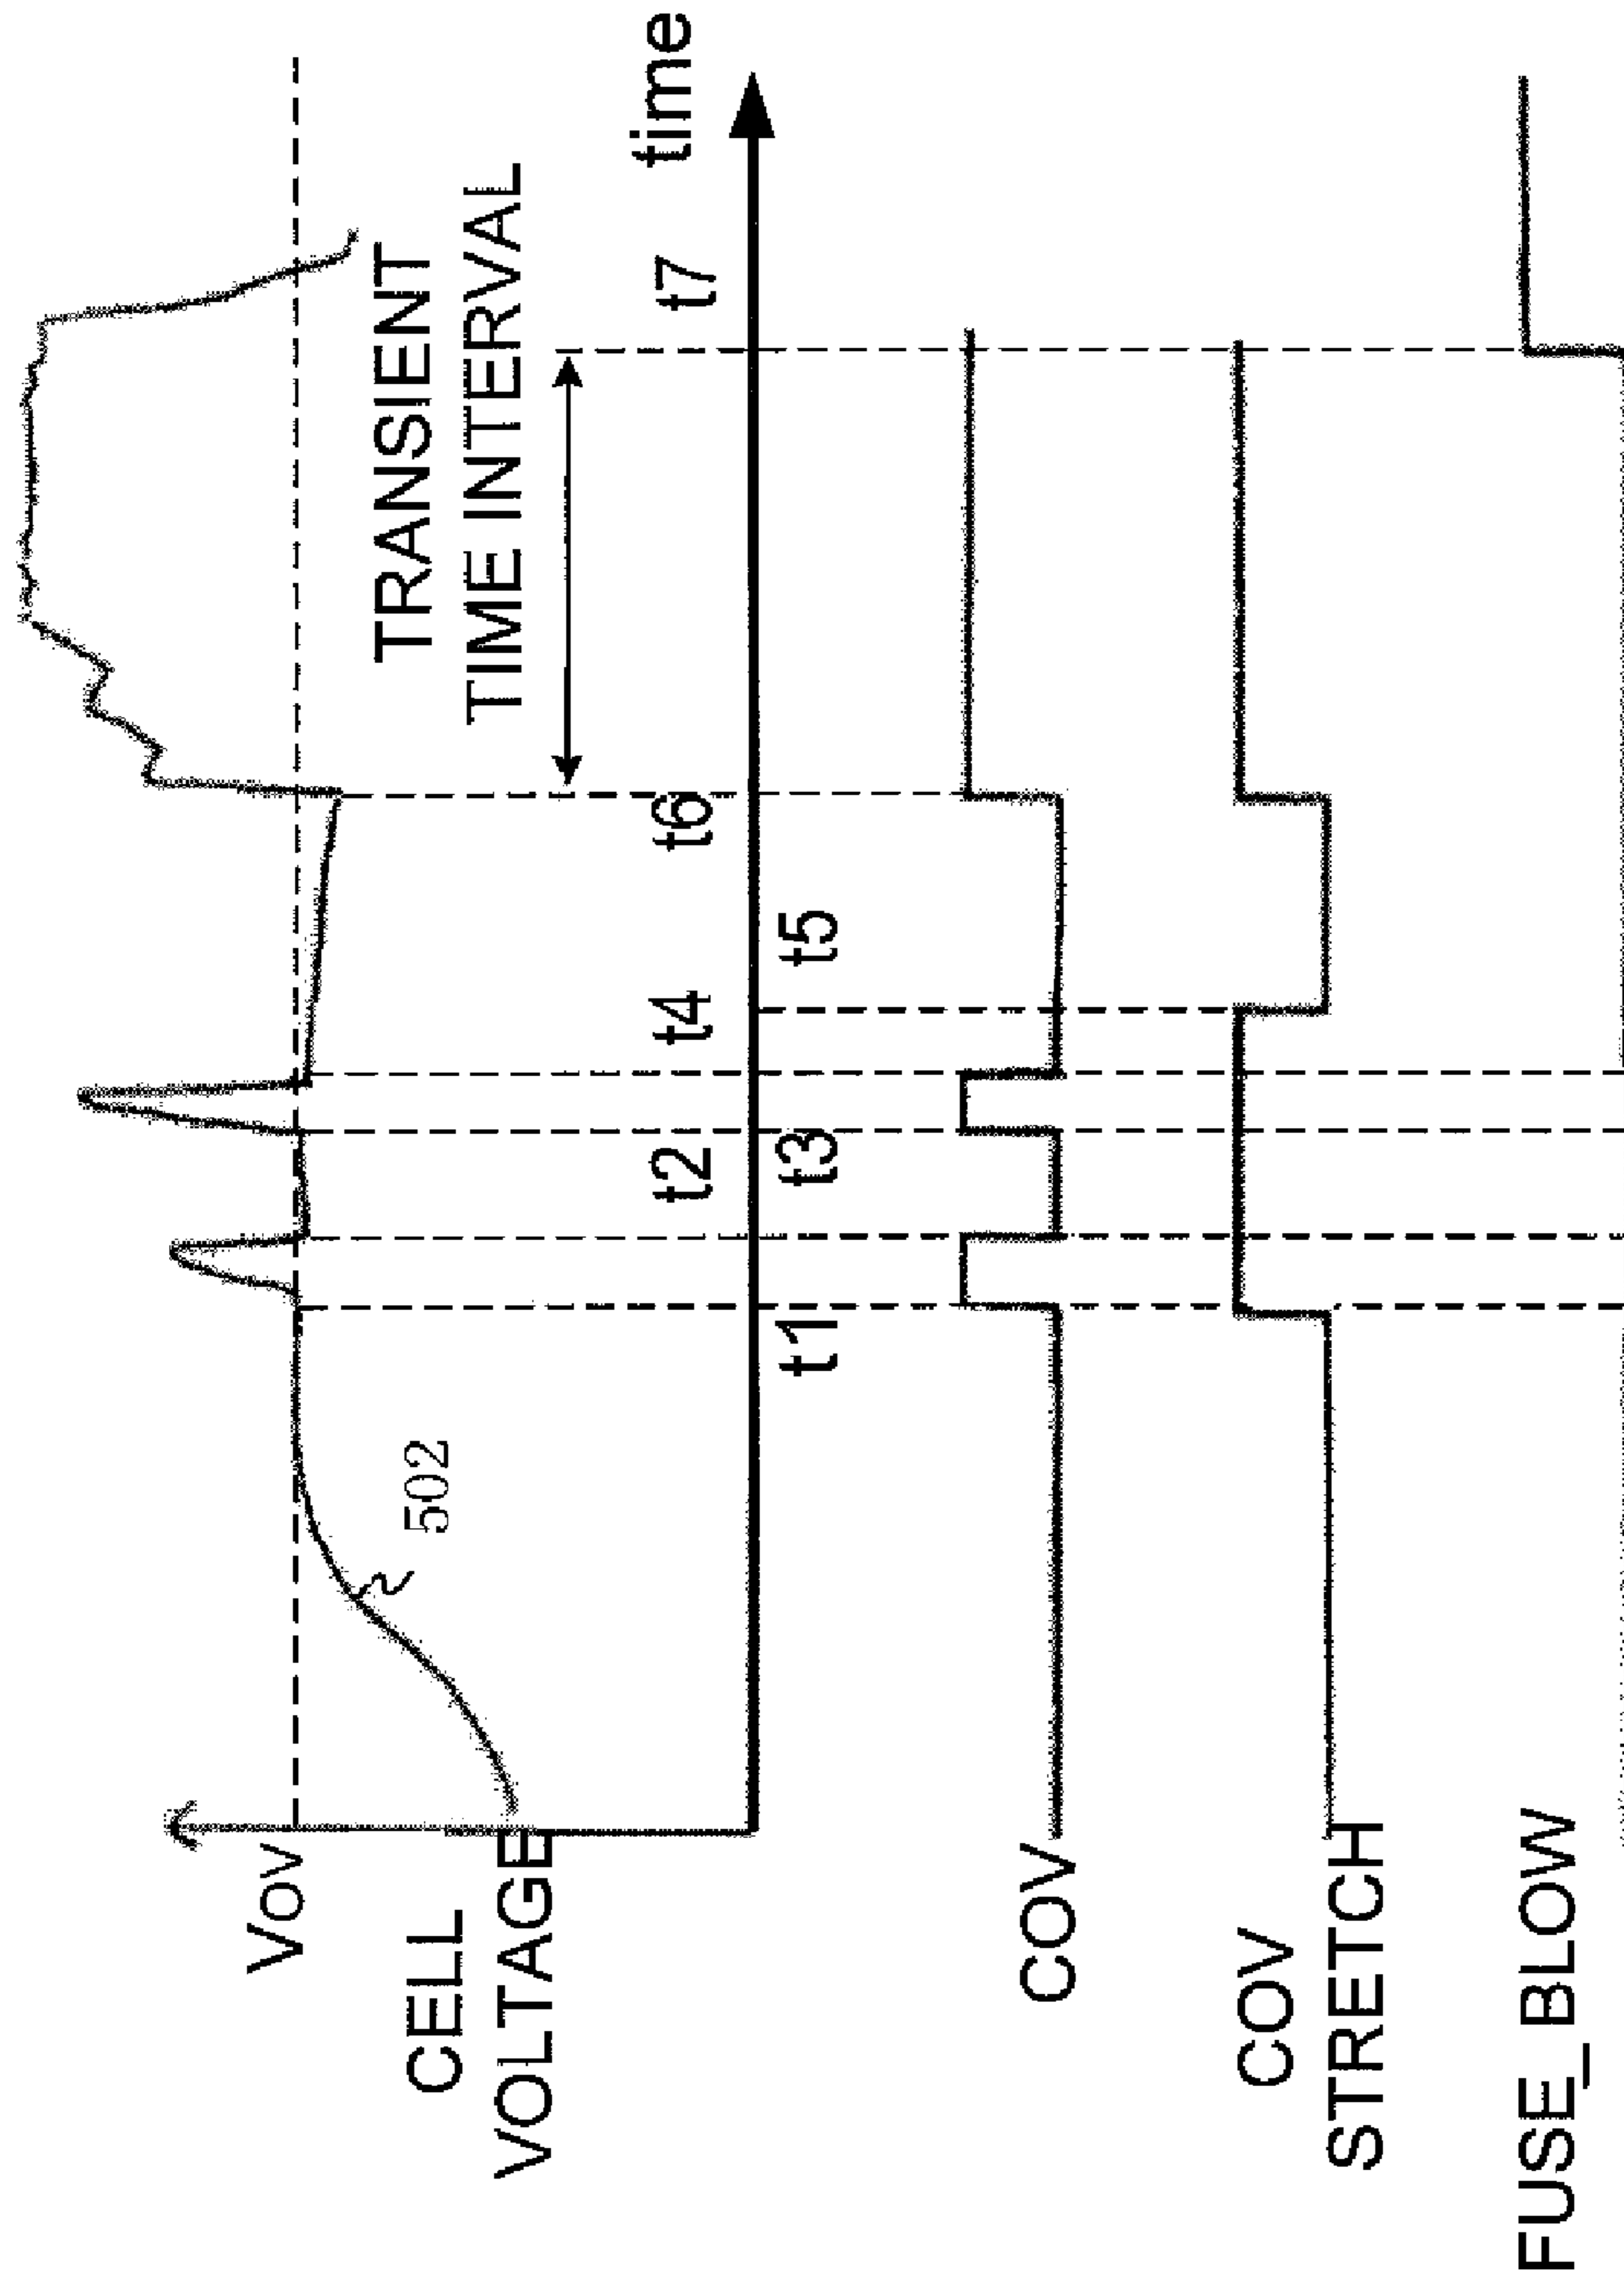 VOV
CELL
VOLTAGE
502
TRANSIENT
TIME INTERVAL
time
t1
t2
t3
t4
t5
t6
t7
COV
COV
STRETCH
FUSE_BLOW